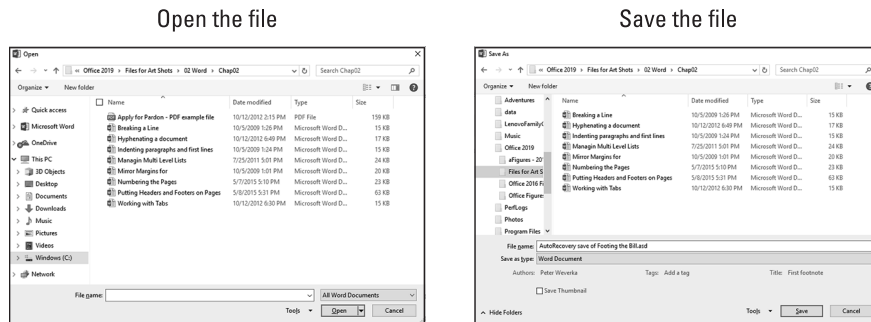 Open the file
Save the file
Open
« Office 2019 › Files for Art Shots › 02 Word › Chap02
Search Chap02
Organize
New folder
Name Date modified Type Size
Quick access
Microsoft Word
OneDrive
This PC
3D Objects
Desktop
Documents
Downloads
Music
Pictures
Videos
Windows (C:)
Network
Apply for Pardon - PDF example file 10/12/2012 2:15 PM PDF File 159 KB
Breaking a Line 10/5/2009 1:26 PM Microsoft Word D... 15 KB
Hyphenating a document 10/12/2012 6:49 PM Microsoft Word D... 17 KB
Indenting paragraphs and first lines 10/5/2009 1:24 PM Microsoft Word D... 15 KB
Managin Multi Level Lists 7/25/2011 5:01 PM Microsoft Word D... 24 KB
Mirror Margins for 10/5/2009 1:01 PM Microsoft Word D... 20 KB
Numbering the Pages 5/7/2015 5:10 PM Microsoft Word D... 23 KB
Putting Headers and Footers on Pages 5/8/2015 5:31 PM Microsoft Word D... 63 KB
Working with Tabs 10/12/2012 6:30 PM Microsoft Word D... 15 KB
File name:
All Word Documents
Tools Open Cancel
Save As
« Office 2019 › Files for Art Shots › 02 Word › Chap02
Search Chap02
Organize
New folder
Adventures
data
LenovoFamily(
Music
Office 2019
aFigures - 20
Files for Art S
Office 2016 Fi
Office Figure
PerfLogs
Photos
Program Files
Name Date modified Type Size
Breaking a Line 10/5/2009 1:26 PM Microsoft Word D... 15 KB
Hyphenating a document 10/12/2012 6:49 PM Microsoft Word D... 17 KB
Indenting paragraphs and first lines 10/5/2009 1:24 PM Microsoft Word D... 15 KB
Managin Multi Level Lists 7/25/2011 5:01 PM Microsoft Word D... 24 KB
Mirror Margins for 10/5/2009 1:01 PM Microsoft Word D... 20 KB
Numbering the Pages 5/7/2015 5:10 PM Microsoft Word D... 23 KB
Putting Headers and Footers on Pages 5/8/2015 5:31 PM Microsoft Word D... 63 KB
Working with Tabs 10/12/2012 6:30 PM Microsoft Word D... 15 KB
File name: AutoRecovery save of Footing the Bill.asd
Save as type: Word Document
Authors: Peter Weverka Tags: Add a tag Title: First footnote
Save Thumbnail
Hide Folders Tools Save Cancel